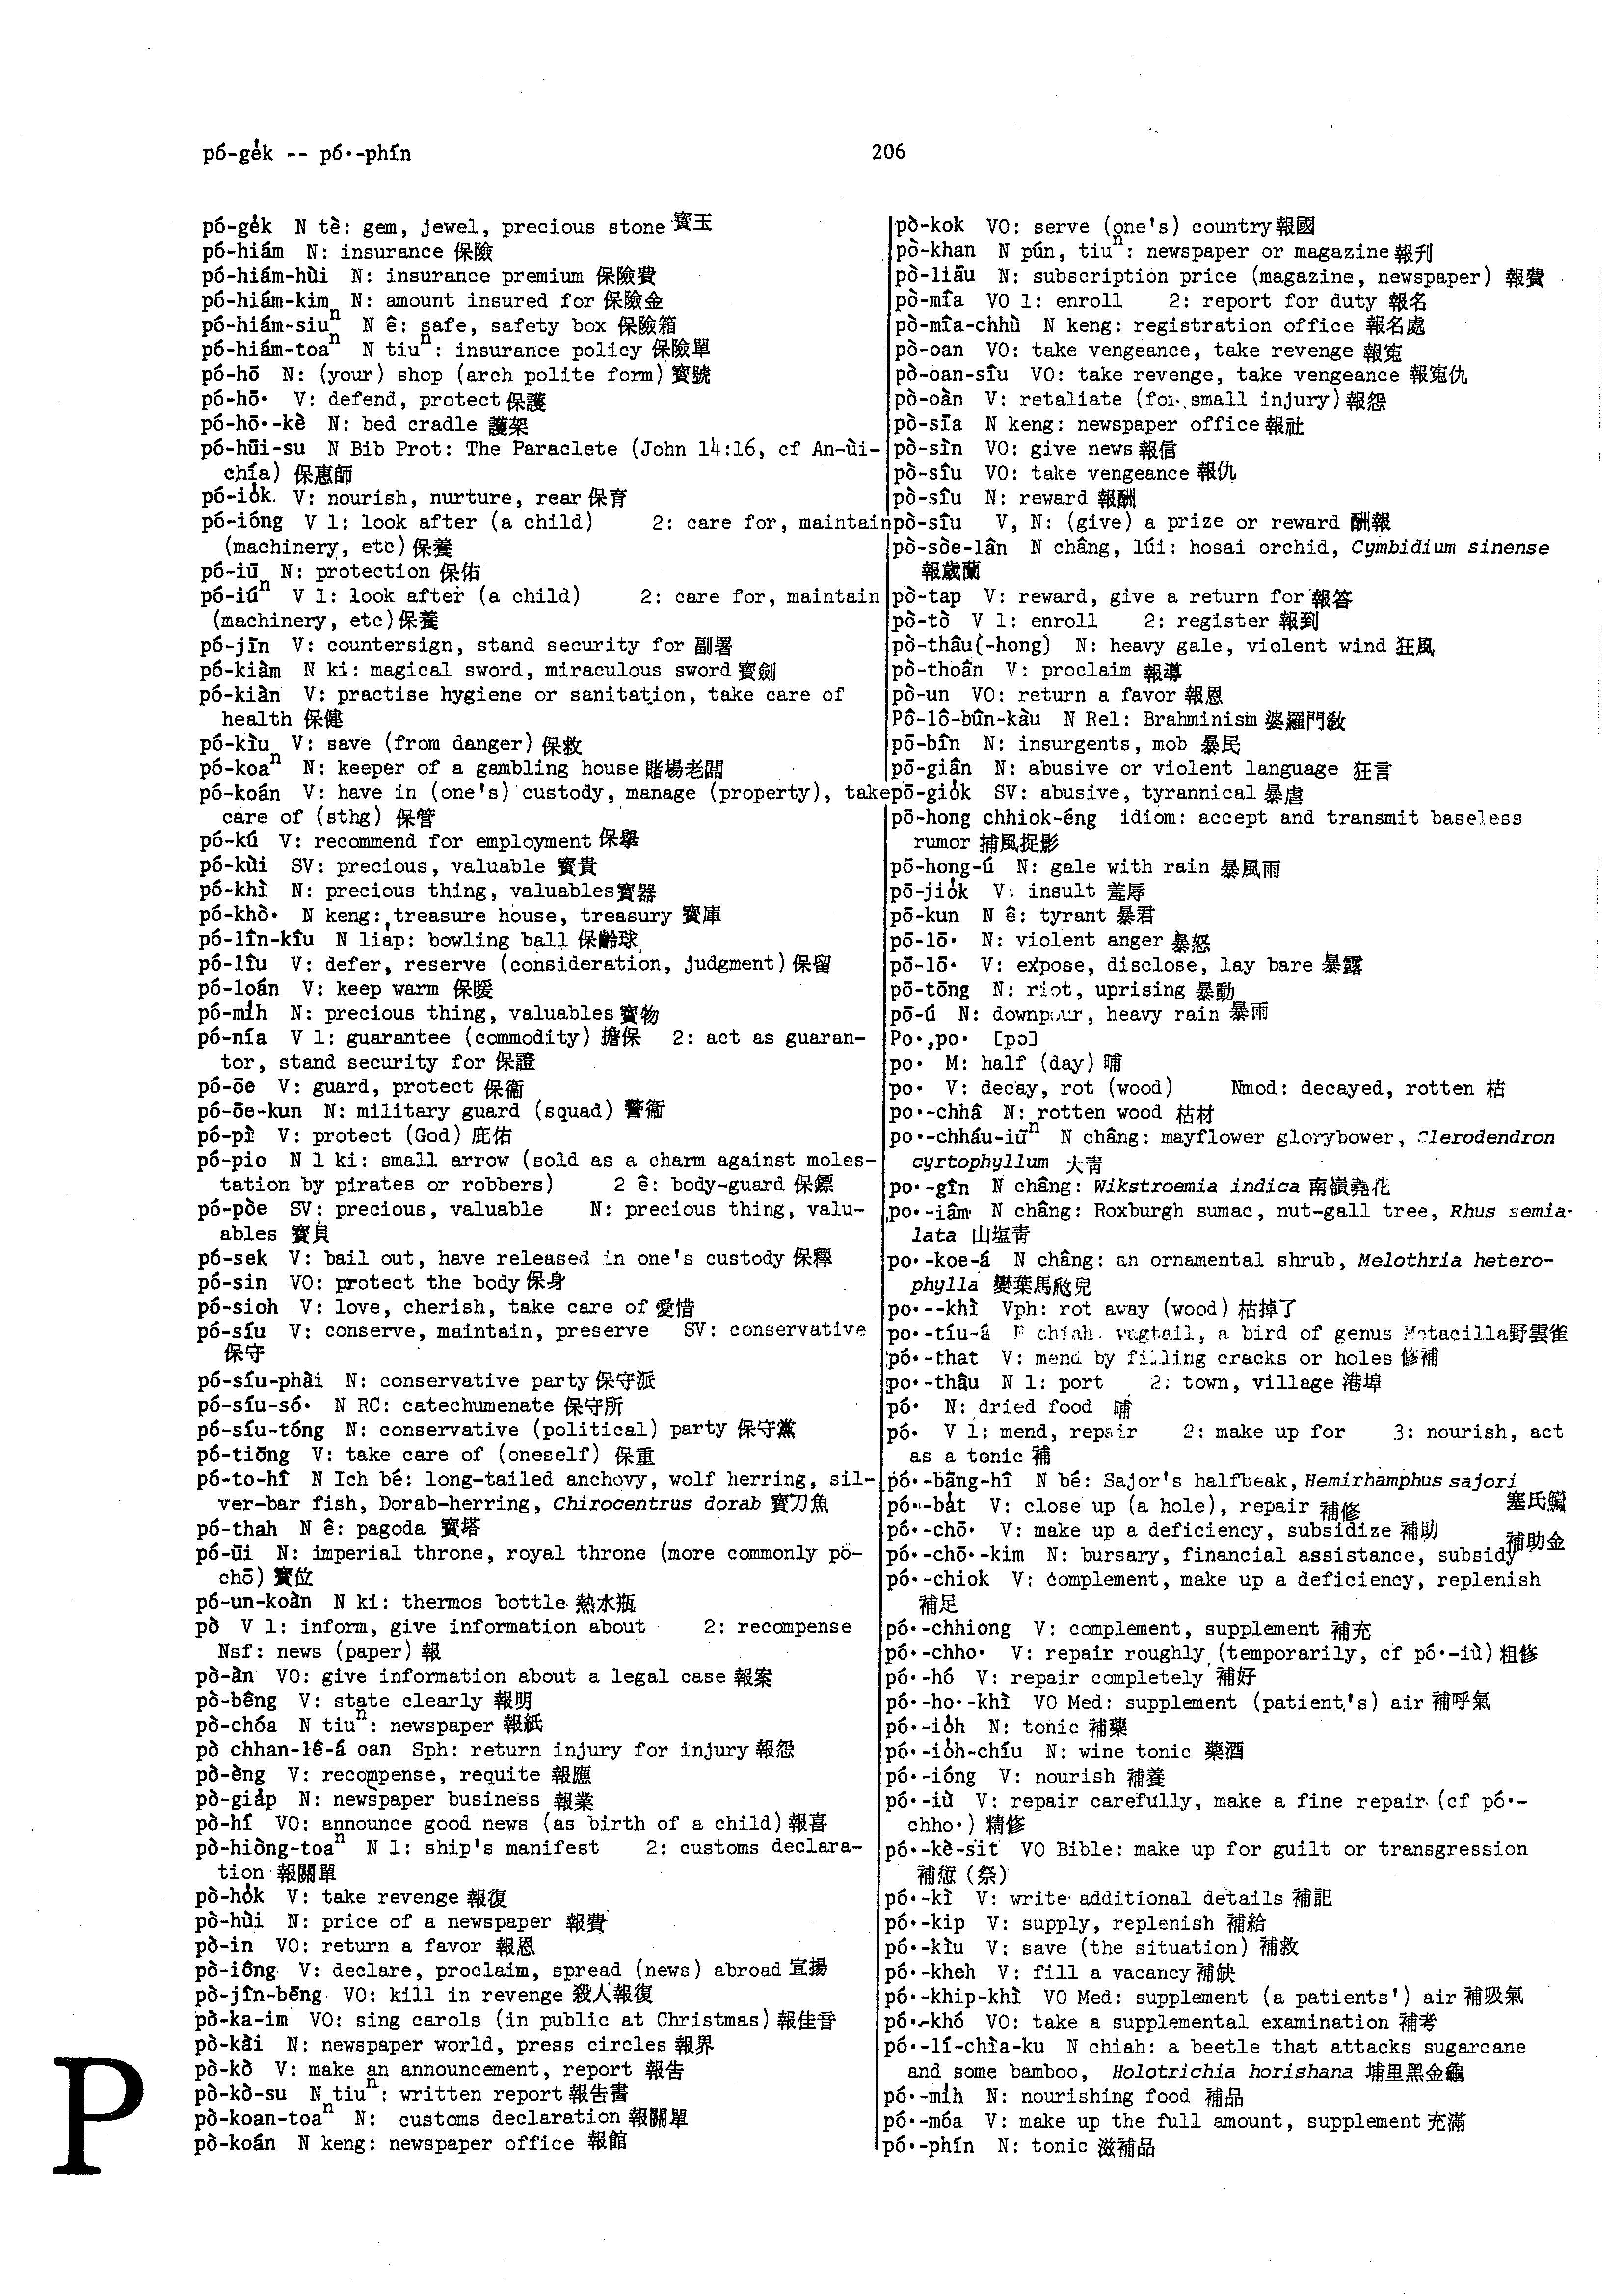 pó-ge̍k -- pó·-phín
206
pó-ge̍k N tè: gem, jewel, precious stone 寳玉
pó-hiám N: insurance 保險
pó-hiám-hùi N: insurance premium 保險費
pó-hiám-kim N: amount insured for 保險金
pó-hiám-siuⁿ N ê: safe, safety box 保險箱
pó-hiám-toaⁿ N tiuⁿ: insurance policy 保險單
pó-hō N: (your) shop (arch polite form) 寳號
pó-hō· V: defend, protect 保護
pó-hō·-kè N: bed cradle 護架
pó-hūi-su N Bib Prot: The Paraclete (John 14:16, cf An-ùi-
chía) 保惠師
pó-io̍k V: nourish, nurture, rear 保育
pó-ióng V 1: look after (a child) 2: care for, maintain
(machinery, etc) 保養
pó-iū N: protection 保佑
pó-iúⁿ V 1: look after (a child) 2: care for, maintain
(machinery, etc) 保養
pó-jīn V: countersign, stand security for 副署
pó-kiàm N ki: magical sword, miraculous sword 寳劍
pó-kiàn V: practise hygiene or sanitation, take care of
health 保健
pó-kìu V: save (from danger) 保救
pó-koaⁿ N: keeper of a gambling house 賭場老闆
pó-koán V: have in (one's) custody, manage (property), take
care of (sthg) 保管
pó-kú V: recommend for employment 保擧
pó-kùi SV: precious, valuable 寳貴
pó-khì N: precious thing, valuables 寳器
pó-khò· N keng: treasure house, treasury 寳庫
pó-lîn-kîu N lia̍p: bowling ball 保齡球
pó-lîu V: defer, reserve (consideration, judgment) 保留
pó-loán V: keep warm 保暖
pó-mi̍h N: precious thing, valuables 寳物
pó-nía V 1: guarantee (commodity) 擔保 2: act as guaran-
tor, stand security for 保證
pó-ōe V: guard, protect 保衞
pó-ōe-kun N: military guard (squad) 警衞
pó-pì V: protect (God) 庇佑
pó-pio N 1 ki: small arrow (sold as a charm against moles-
tation by pirates or robbers) 2 ê: body-guard 保鏢
pó-pòe SV: precious, valuable N: precious thing, valu-
ables 寳貝
pó-sek V: bail out, have released in one's custody 保釋
pó-sin VO: protect the body 保身
pó-sioh V: love, cherish, take care of 愛惜
pó-síu V: conserve, maintain, preserve SV: conservative
保守
pó-síu-phài N: conservative party 保守派
pó-síu-só· N RC: catechumenate 保守所
pó-síu-tóng N: conservative (political) party 保守黨
pó-tiōng V: take care of (oneself) 保重
pó-to-hî N Ich bé: long-tailed anchovy, wolf herring, sil-
ver-bar fish, Dorab-herring, Chirocentrus dorab 寳刀魚
pó-thah N ê: pagoda 寳塔
pó-ūi N: imperial throne, royal throne (more commonly pó-
chō) 寳位
pó-un-koàn N ki: thermos bottle 熱水瓶
pò V 1: inform, give information about 2: recompense
Nsf: news (paper) 報
pò-àn VO: give information about a legal case 報案
pò-bêng V: state clearly 報明
pò-chóa N tiuⁿ: newspaper 報紙
pò chhan-lê-á oan Sph: return injury for injury 報怨
pò-èng V: recompense, requite 報應
pò-gia̍p N: newspaper business 報業
pò-hí VO: announce good news (as birth of a child) 報喜
pò-hiòng-toaⁿ N 1: ship's manifest 2: customs declara-
tion 報關單
pò-ho̍k V: take revenge 報復
pò-hùi N: price of a newspaper 報費
pò-in VO: return a favor 報恩
pò-iông V: declare, proclaim, spread (news) abroad 宣揚
pò-jîn-bēng VO: kill in revenge 殺人報復
pò-ka-im VO: sing carols (in public at Christmas) 報佳音
pò-kài N: newspaper world, press circles 報界
pò-kò V: make an announcement, report 報告
pò-kò-su N tiuⁿ: written report 報告書
pò-koan-toaⁿ N: customs declaration 報關單
pò-koán N keng: newspaper office 報館
P
pò-kok VO: serve (one's) country 報國
pò-khan N pún, tiuⁿ: newspaper or magazine 報刋
pò-liāu N: subscription price (magazine, newspaper) 報費
pò-mîa VO 1: enroll 2: report for duty 報名
pò-mîa-chhù N keng: registration office 報名處
pò-oan VO: take vengeance, take revenge 報寃
pò-oan-sîu VO: take revenge, take vengeance 報寃仇
pò-oàn V: retaliate (for small injury) 報怨
pò-sīa N keng: newspaper office 報社
pò-sìn VO: give news 報信
pò-sîu VO: take vengeance 報仇
pò-sîu N: reward 報酬
pò-sîu V, N: (give) a prize or reward 酬報
pò-sòe-lân N châng, lúi: hosai orchid, Cymbidium sinense
報歲蘭
pò-tap V: reward, give a return for 報答
pò-tò V 1: enroll 2: register 報到
pò-thâu(-hong) N: heavy gale, violent wind 狂風
pò-thoân V: proclaim 報導
pò-un VO: return a favor 報恩
Pô-lô-bûn-kàu N Rel: Brahminism 婆羅門敎
pō-bîn N: insurgents, mob 暴民
pō-giân N: abusive or violent language 狂言
pō-gio̍k SV: abusive, tyrannical 暴虐
pō-hong chhiok-éng idiom: accept and transmit baseless
rumor 捕風捉影
pō-hong-ú N: gale with rain 暴風雨
pō-jio̍k V: insult 羞辱
pō-kun N ê: tyrant 暴君
pō-lō· N: violent anger 暴怒
pō-lō· V: expose, disclose, lay bare 暴露
pō-tōng N: riot, uprising 暴動
pō-ú N: downpour, heavy rain 暴雨
Po·,po· [pɔ]
po· M: half (day) 晡
po· V: decay, rot (wood) Nmod: decayed, rotten 枯
po·-chhâ N: rotten wood 枯材
po·-chháu-iūⁿ N châng: mayflower glorybower, Clerodendron
cyrtophyllum 大靑
po·-gîn N châng: Wikstroemia indica 南嶺蕘花
po·-iâm N châng: Roxburgh sumac, nut-gall tree, Rhus semia-
lata 山塩靑
po·-koe-á N châng: an ornamental shrub, Melothria hetero-
phylla 變葉馬㼎兒
po·--khì Vph: rot away (wood) 枯掉了
po·-tíu-á N chiah: wagtail, a bird of genus Motacilla 野雲雀
pó·-that V: mend by filling cracks or holes 修補
po·-thâu N 1: port 2: town, village 港埠
pó· N: dried food 哺
pó· V 1: mend, repair 2: make up for 3: nourish, act
as a tonic 補
pó·-bāng-hî N bé: Sajor's halfbeak, Hemirhamphus sajori
塞氏鱵
pó·-ba̍t V: close up (a hole), repair 補修
pó·-chō· V: make up a deficiency, subsidize 補助
pó·-chō·-kim N: bursary, financial assistance, subsidy 補助金
pó·-chiok V: complement, make up a deficiency, replenish
補足
pó·-chhiong V: complement, supplement 補充
pó·-chho· V: repair roughly (temporarily, cf pó·-iù) 粗修
pó·-hó V: repair completely 補好
pó·-ho·-khì VO Med: supplement (patient's) air 補呼氣
pó·-io̍h N: tonic 補藥
pó·-io̍h-chíu N: wine tonic 藥酒
pó·-ióng V: nourish 補養
pó·-iù V: repair carefully, make a fine repair (cf pó·-
chho·) 精修
pó·-kè-sit VO Bible: make up for guilt or transgression
補愆 (祭)
pó·-kì V: write additional details 補記
pó·-kip V: supply, replenish 補給
pó·-kìu V: save (the situation) 補救
pó·-kheh V: fill a vacancy 補缺
pó·-khip-khì VO Med: supplement (a patients') air 補吸氣
pó·-khó VO: take a supplemental examination 補考
pó·-lí-chìa-ku N chiah: a beetle that attacks sugarcane
and some bamboo, Holotrichia horishana 埔里黑金龜
pó·-mi̍h N: nourishing food 補品
pó·-móa V: make up the full amount, supplement 充滿
pó·-phín N: tonic 滋補品